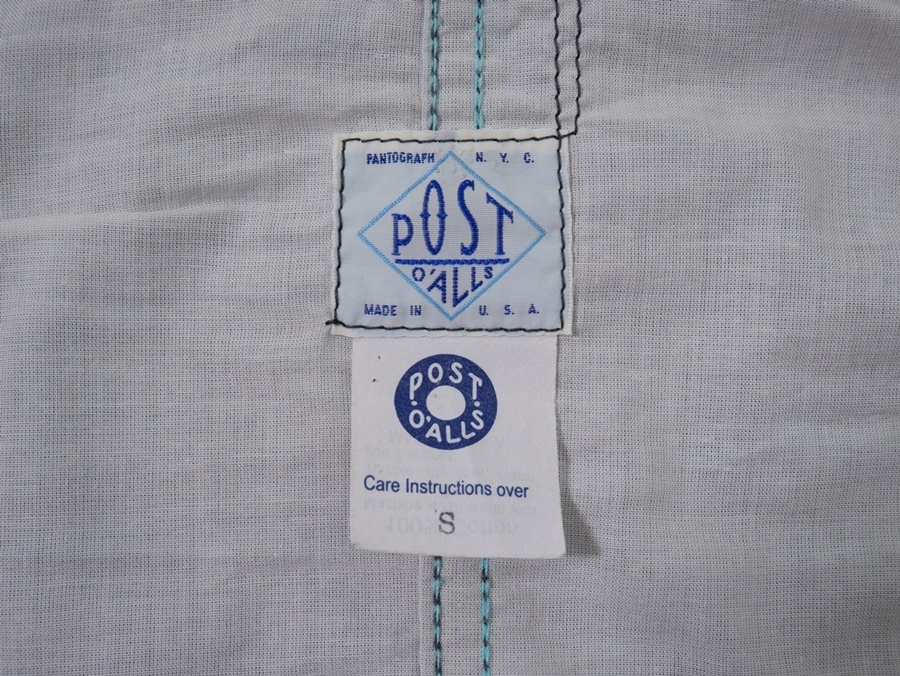 PANTOGRAPH N. Y. C.
POST
O'ALLS
MADE IN U. S. A.
POST
O'ALLS
Care Instructions over
S